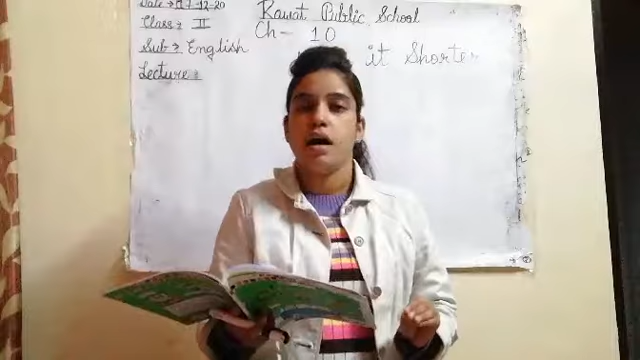 Date → 17-12-20
Rawat Public School
Class → II
Ch - 10
Sub → English
it Shorter
Lecture